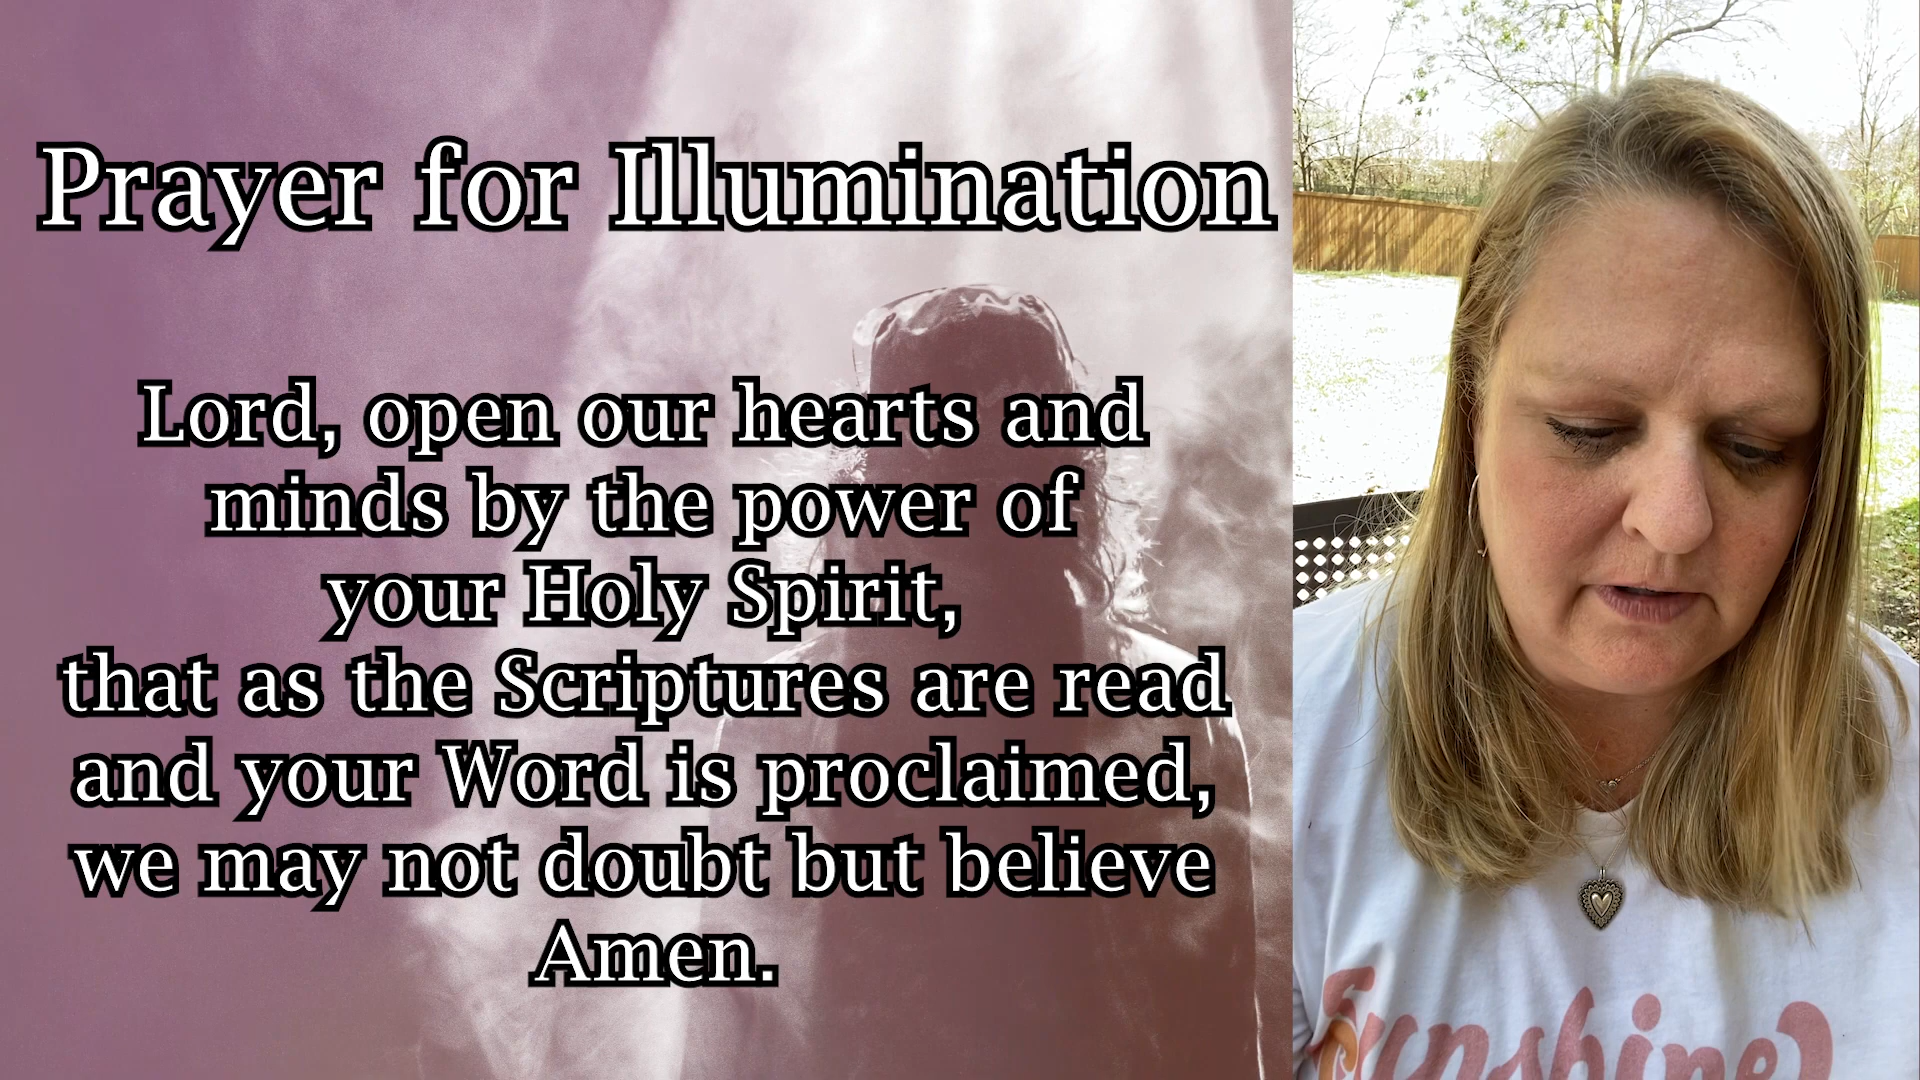 Prayer for Illumination
Lord, open our hearts and
minds by the power of
your Holy Spirit,
that as the Scriptures are read
and your Word is proclaimed,
we may not doubt but believe
Amen.
Sunshine